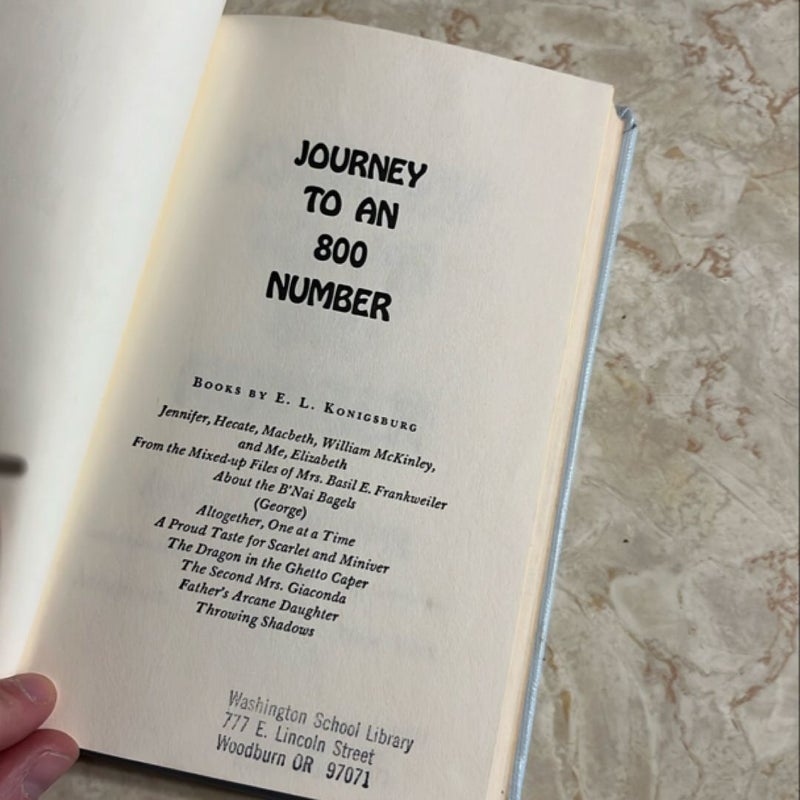 JOURNEY
TO AN
800
NUMBER
BOOKS BY E. L. KONIGSBURG
Jennifer, Hecate, Macbeth, William McKinley,
and Me, Elizabeth
From the Mixed-up Files of Mrs. Basil E. Frankweiler
About the B'Nai Bagels
(George)
Altogether, One at a Time
A Proud Taste for Scarlet and Miniver
The Dragon in the Ghetto Caper
The Second Mrs. Giaconda
Father's Arcane Daughter
Throwing Shadows
Washington School Library
777 E. Lincoln Street
Woodburn OR 97071